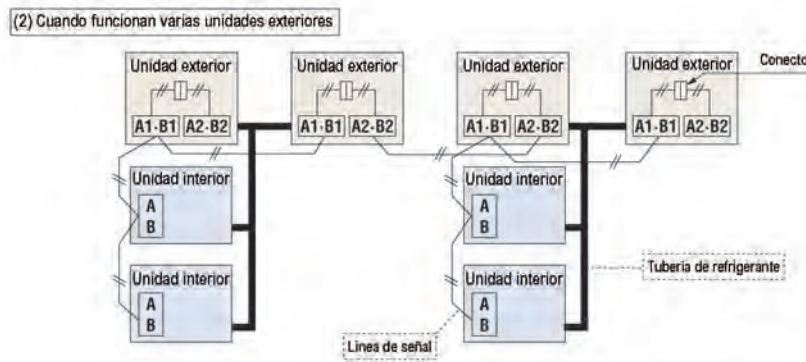 (2) Cuando funcionan varias unidades exteriores
Unidad exterior
A1·B1 A2·B2
Unidad exterior
A1·B1 A2·B2
Unidad exterior
A1·B1 A2·B2
Unidad exterior
A1·B1 A2·B2
Conecto
Unidad interior
A
B
Unidad interior
A
B
Unidad interior
A
B
Unidad interior
A
B
Tubería de refrigerante
Línea de señal